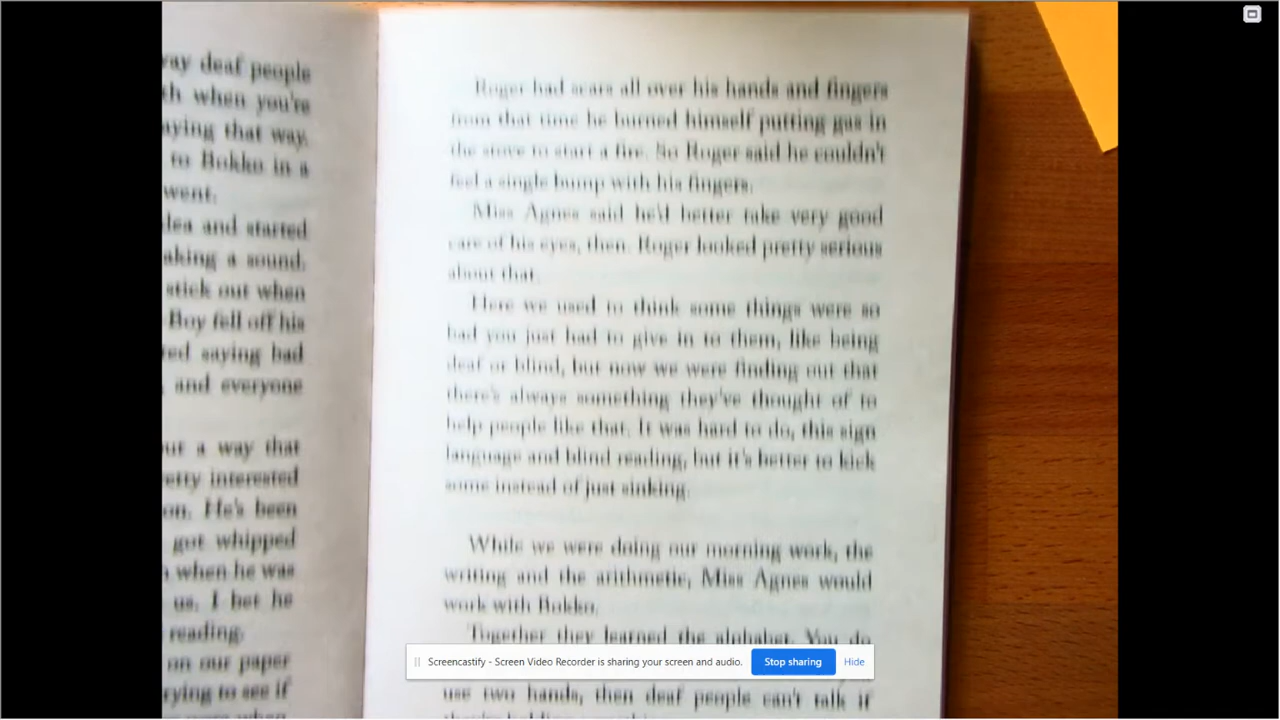 ay deaf people
th when you're
aying that way.
to Bokko in a
went.
dea and started
aking a sound.
stick out when
Boy fell off his
ted saying bad
, and everyone
ut a way that
etty interested
on. He's been
got whipped
when he was
us. I bet he
reading.
on our paper
rying to see if
Roger had scars all over his hands and fingers
from that time he burned himself putting gas in
the stove to start a fire. So Roger said he couldn't
feel a single bump with his fingers.
Miss Agnes said he'd better take very good
care of his eyes, then. Roger looked pretty serious
about that.
Here we used to think some things were so
bad you just had to give in to them, like being
deaf or blind, but now we were finding out that
there's always something they've thought of to
help people like that. It was hard to do, this sign
language and blind reading, but it's better to kick
some instead of just sinking.
While we were doing our morning work, the
writing and the arithmetic, Miss Agnes would
work with Bokko.
Together they learned the alphabet. You do
use two hands, then deaf people can't talk if
Screencastify - Screen Video Recorder is sharing your screen and audio.
Stop sharing
Hide